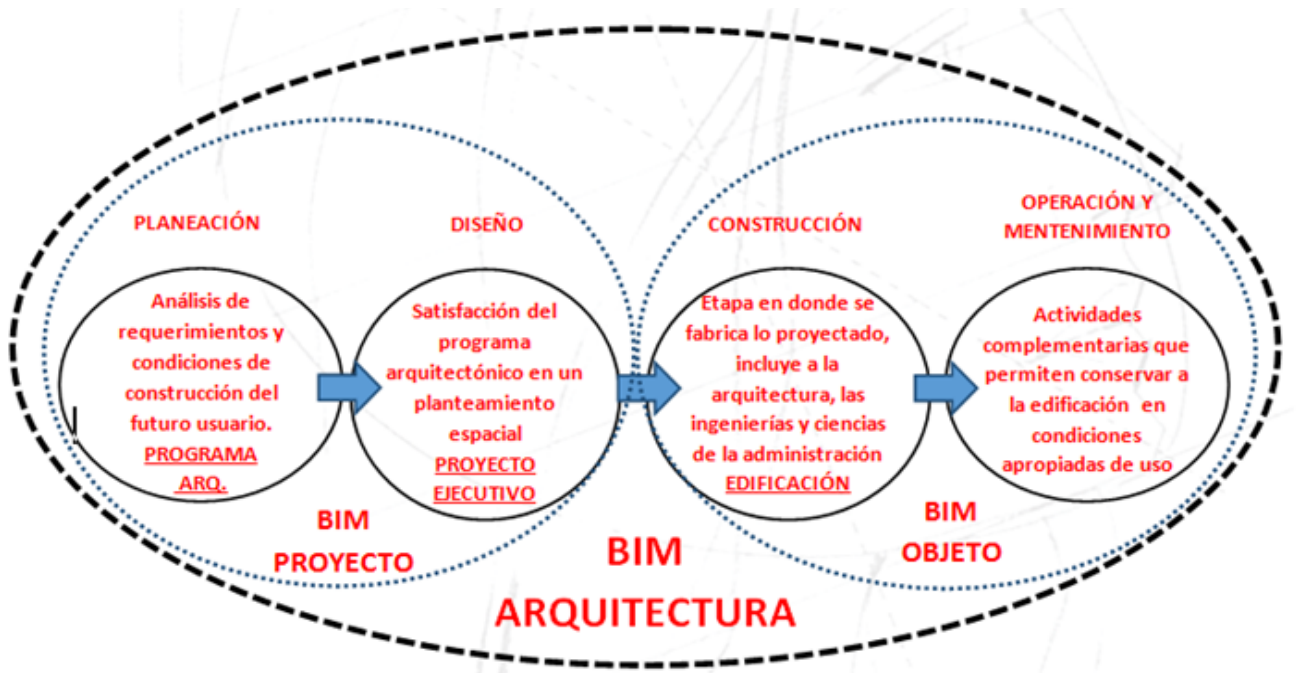 PLANEACIÓN
Análisis de
requerimientos y
condiciones de
construcción del
futuro usuario.
PROGRAMA
ARQ.
DISEÑO
Satisfacción del
programa
arquitectónico en un
planteamiento
espacial
PROYECTO
EJECUTIVO
BIM
PROYECTO
CONSTRUCCIÓN
Etapa en donde se
fabrica lo proyectado,
incluye a la
arquitectura, las
ingenierías y ciencias
de la administración
EDIFICACIÓN
OPERACIÓN Y
MENTENIMIENTO
Actividades
complementarias que
permiten conservar a
la edificación en
condiciones
apropiadas de uso
BIM
OBJETO
BIM
ARQUITECTURA